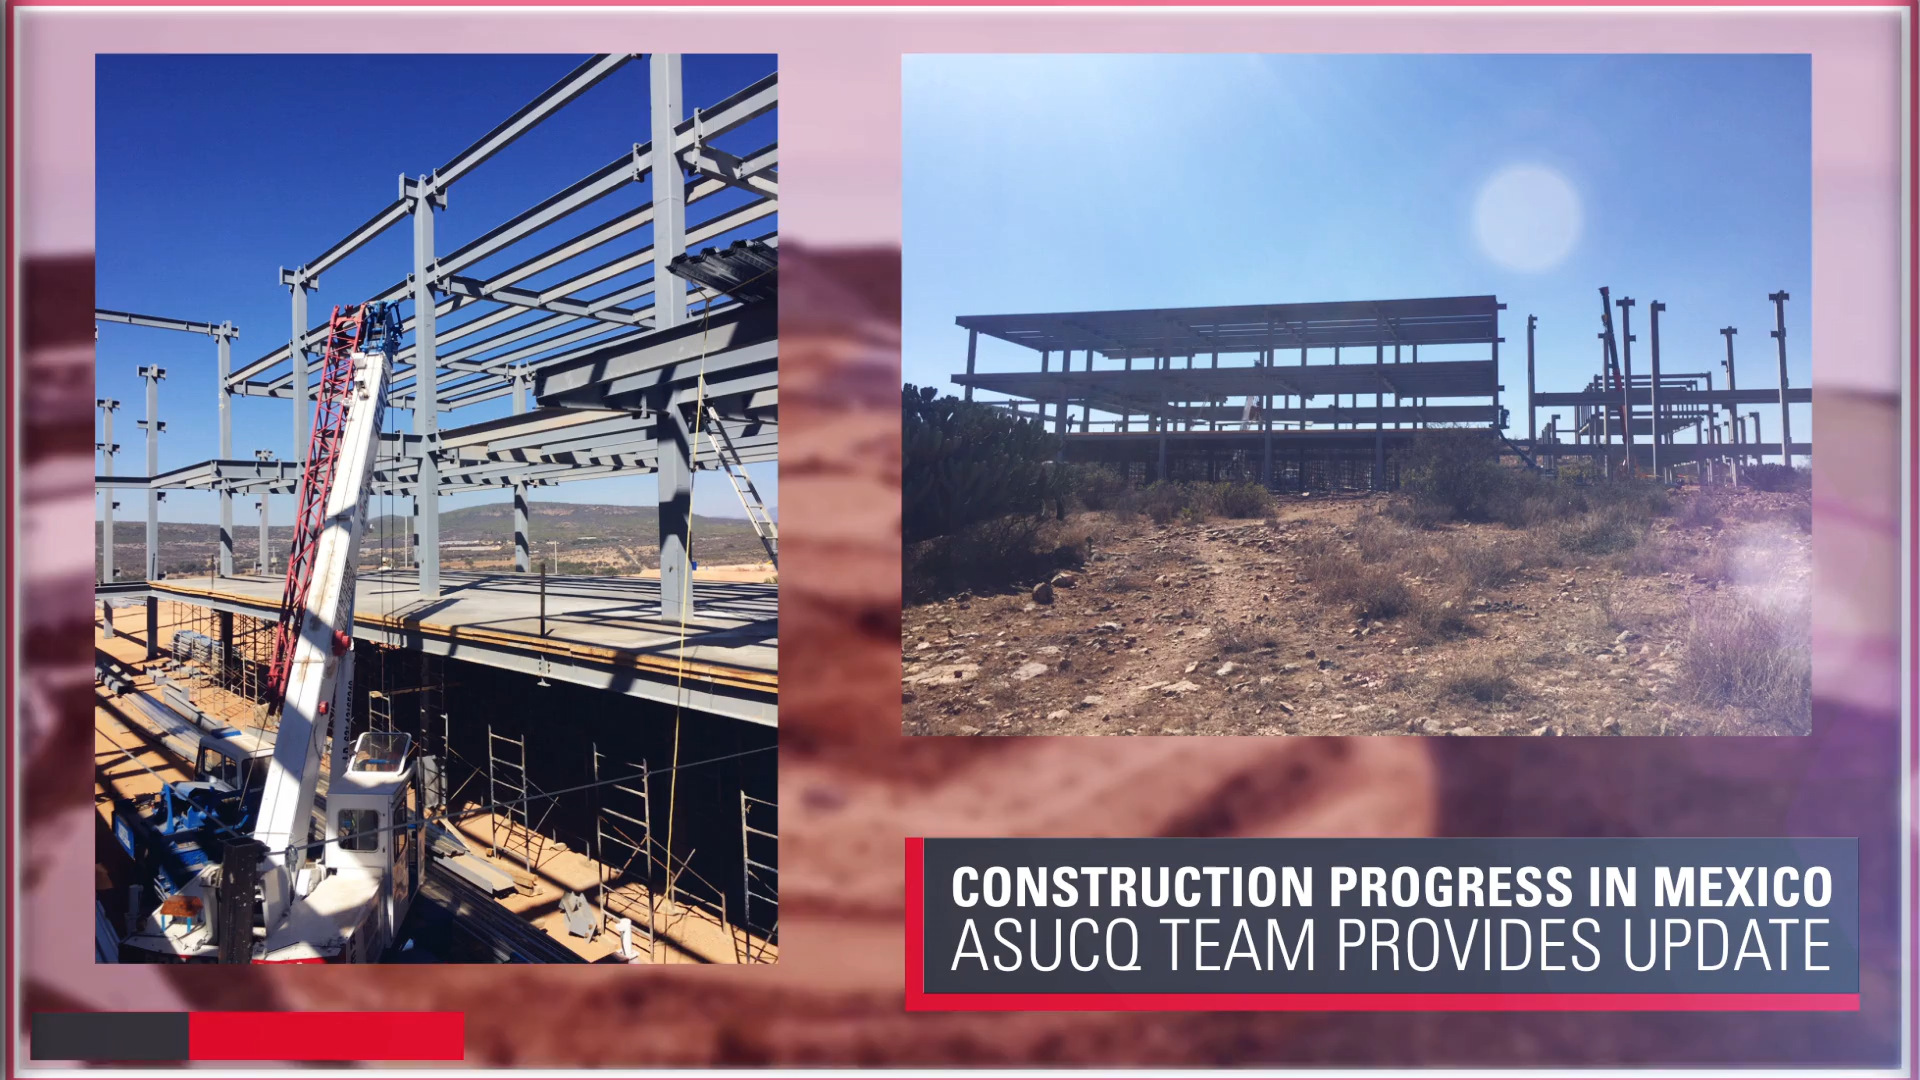 CONSTRUCTION PROGRESS IN MEXICO
ASUCQ TEAM PROVIDES UPDATE